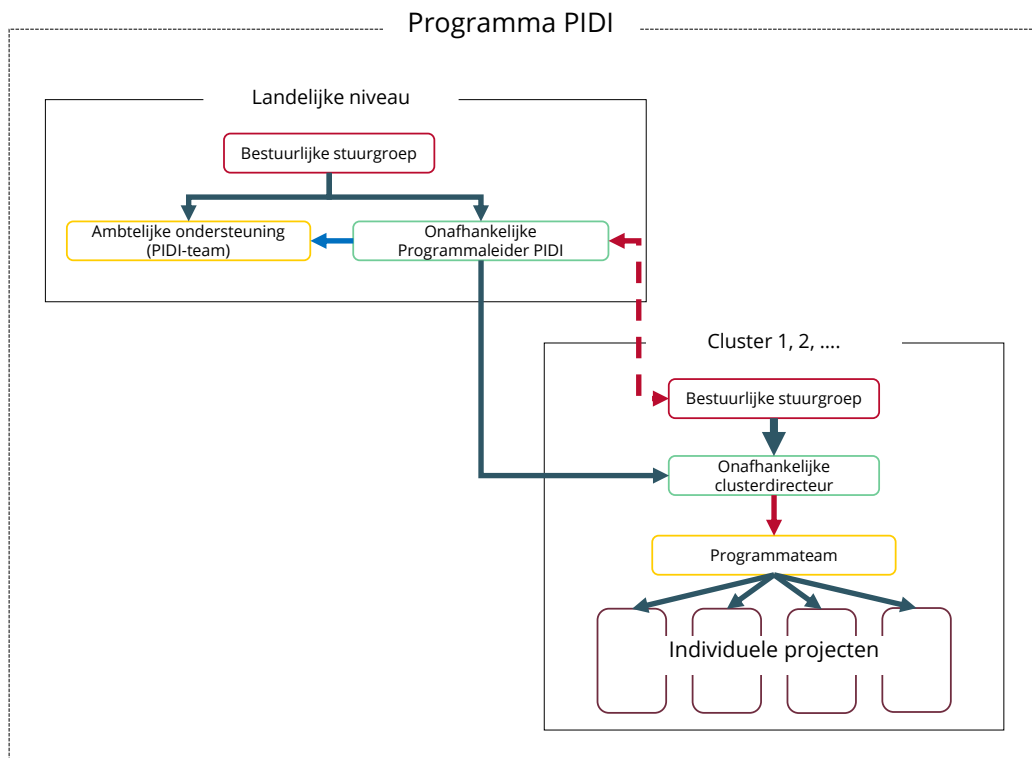 Programma PIDI
Landelijke niveau
Bestuurlijke stuurgroep
Ambtelijke ondersteuning
(PIDI-team)
Onafhankelijke
Programmaleider PIDI
Cluster 1, 2, ....
Bestuurlijke stuurgroep
Onafhankelijke
clusterdirecteur
Programmateam
Individuele projecten